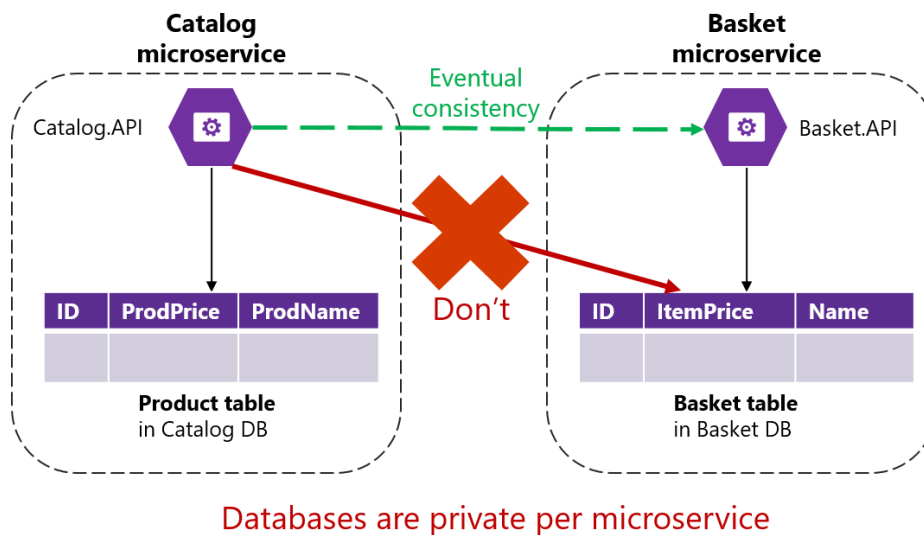 Catalog
microservice
Basket
microservice
Eventual
consistency
Catalog.API
Basket.API
Don't
ID ProdPrice ProdName
ID ItemPrice Name
Product table
in Catalog DB
Basket table
in Basket DB
Databases are private per microservice